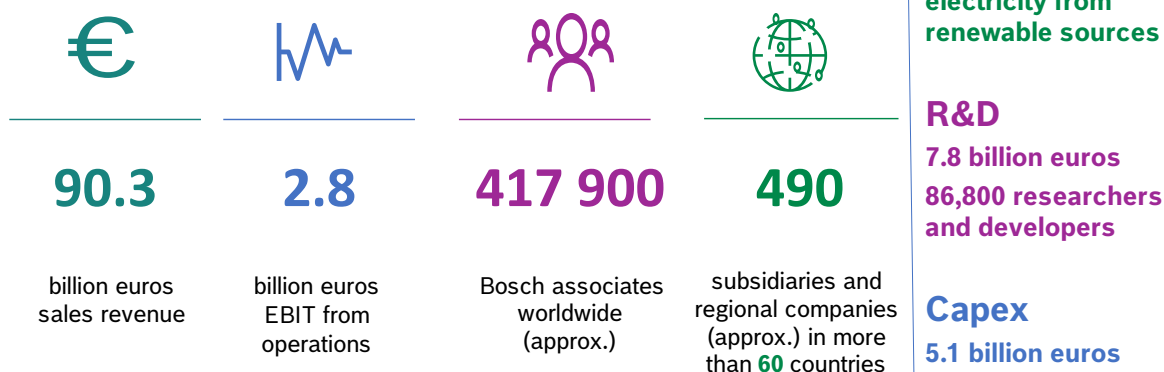 €
90.3
billion euros
sales revenue
2.8
billion euros
EBIT from
operations
417 900
Bosch associates
worldwide
(approx.)
490
subsidiaries and
regional companies
(approx.) in more
than 60 countries
electricity from
renewable sources
R&D
7.8 billion euros
86,800 researchers
and developers
Capex
5.1 billion euros